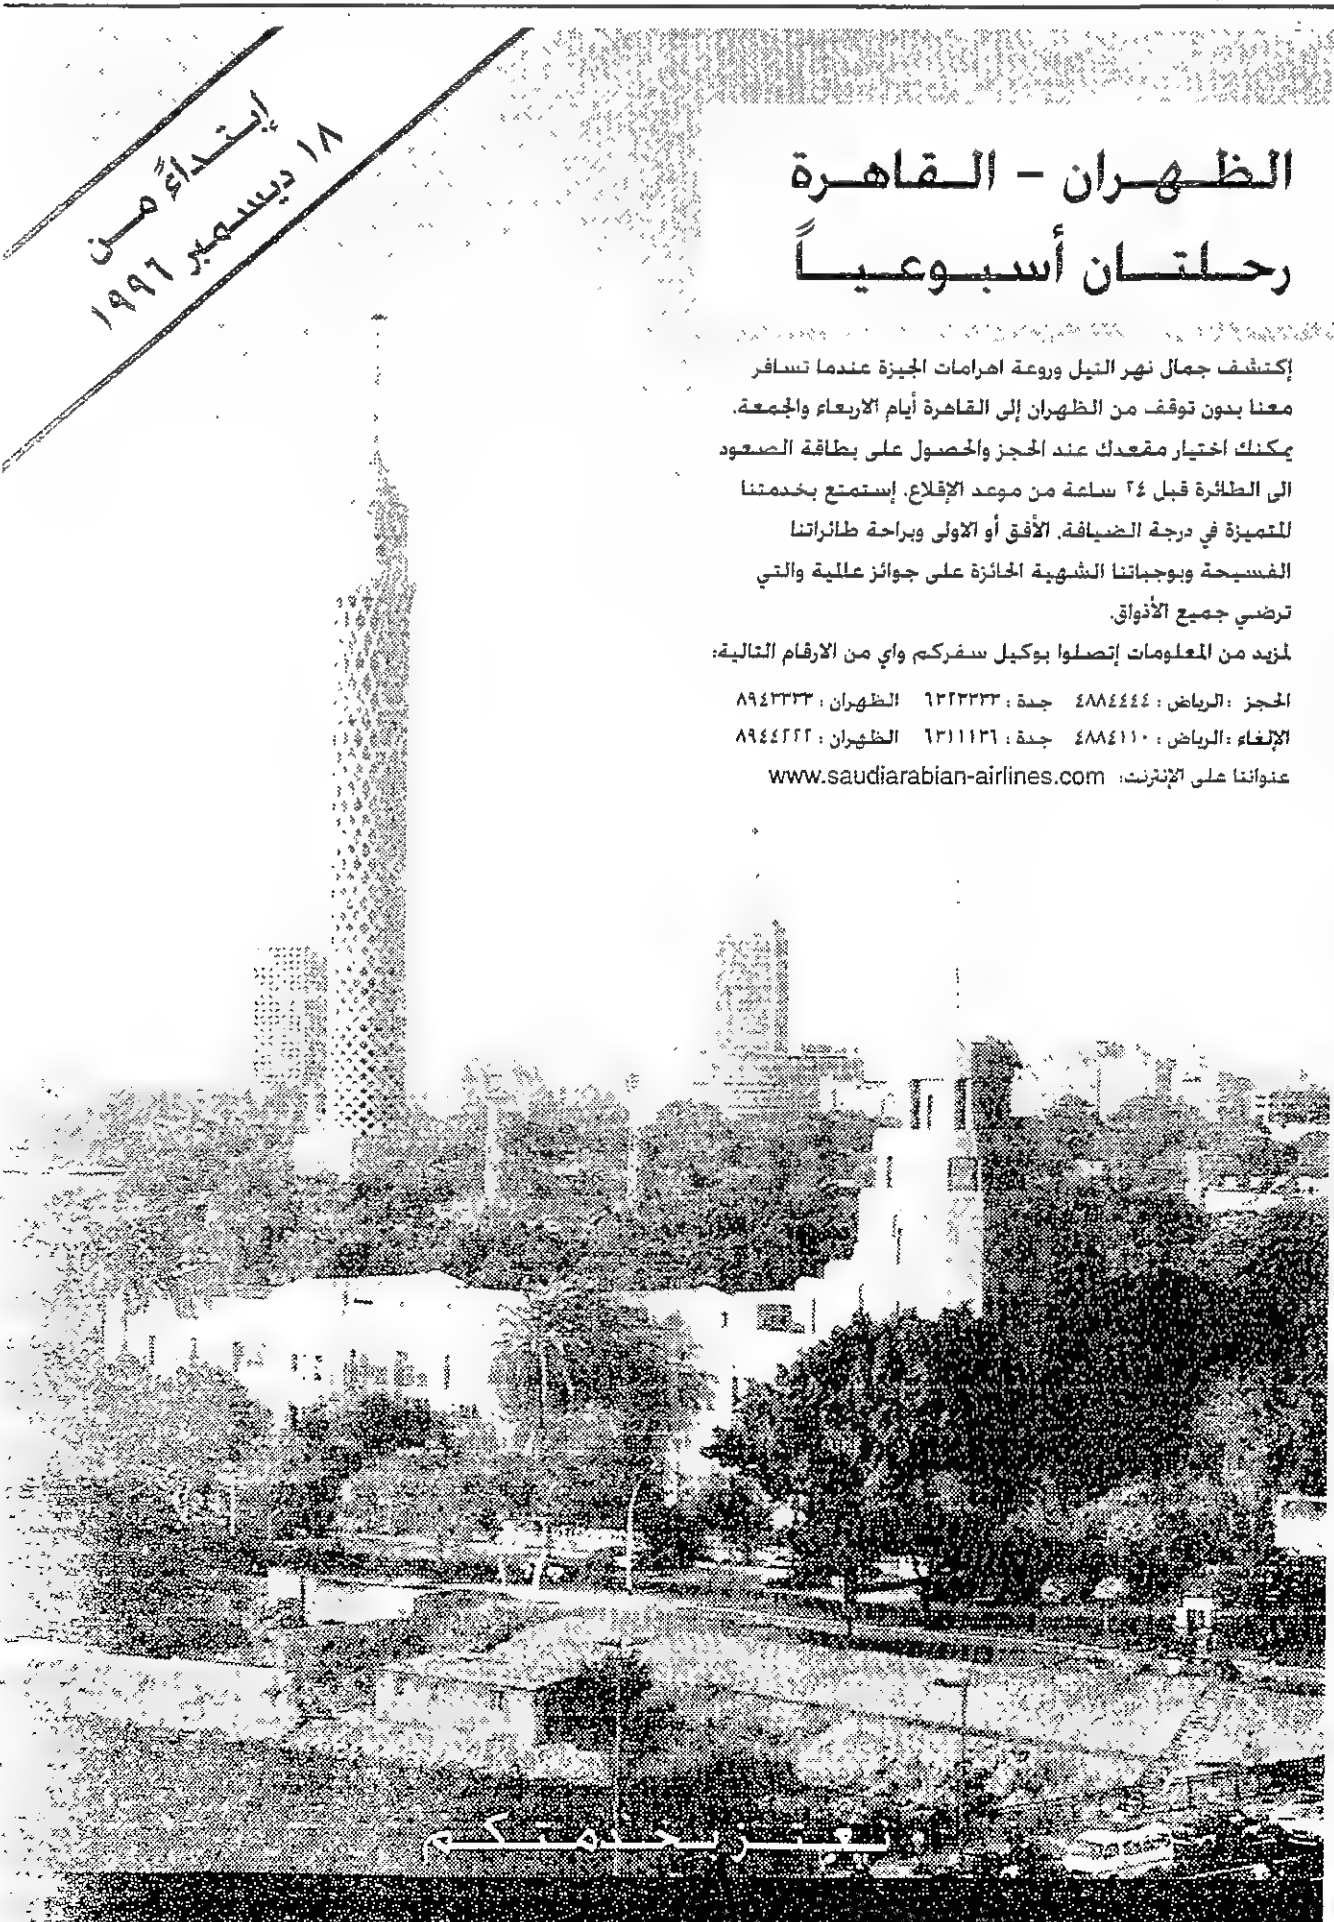 إبتداءً من
١٨ ديسمبر ١٩٩٦
الظهران - القاهرة
رحلتان أسبوعياً
إكتشف جمال نهر النيل وروعة اهرامات الجيزة عندما تسافر
معنا بدون توقف من الظهران إلى القاهرة أيام الاربعاء والجمعة.
يمكنك اختيار مقعدك عند الحجز والحصول على بطاقة الصعود
الى الطائرة قبل ٢٤ ساعة من موعد الإقلاع. إستمتع بخدمتنا
المتميزة في درجة الضيافة. الأفق أو الاولى وبراحة طائراتنا
الفسيحة وبوجباتنا الشهية الحائزة على جوائز عالمية والتي
ترضي جميع الأذواق.
لمزيد من المعلومات إتصلوا بوكيل سفركم واي من الارقام التالية:
الحجز : الرياض : ٤٨٨٤٤٤٤ جدة : ٦٣٢٣٣٣٣ الظهران : ٨٩٤٣٣٣٣
الإلغاء : الرياض : ٤٨٨٤١١٠ جدة : ٦٣١١١٣٦ الظهران : ٨٩٤٤٢٢٢
عنواننا على الإنترنت: www.saudiarabian-airlines.com
نعتز بخدمتكم